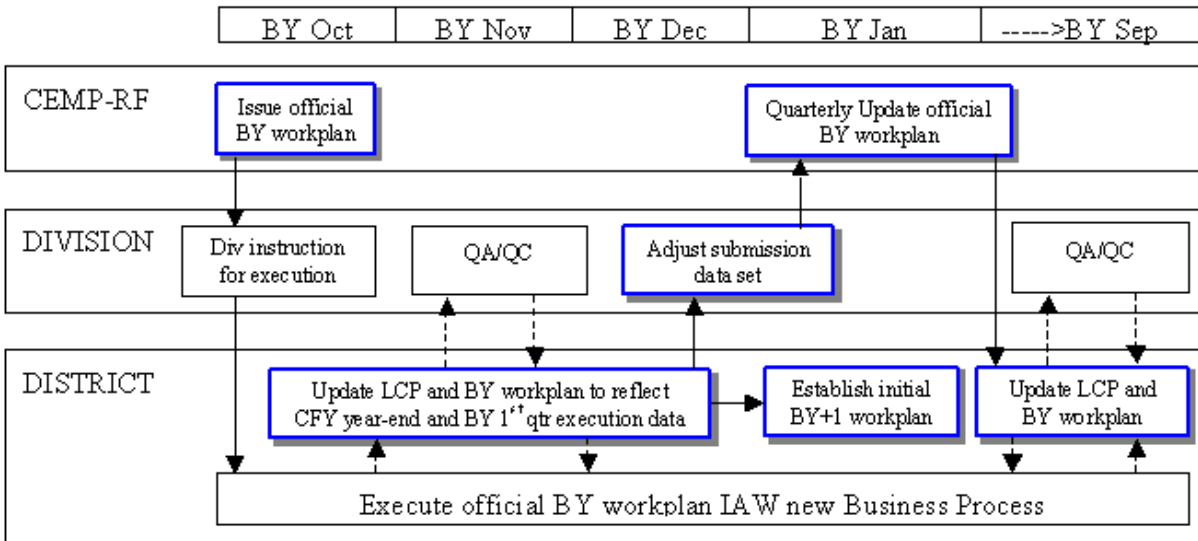 BY Oct BY Nov BY Dec BY Jan ----->BY Sep
CEMP-RF
Issue official
BY workplan
Quarterly Update official
BY workplan
DIVISION
Div instruction
for execution
QA/QC
Adjust submission
data set
QA/QC
DISTRICT
Update LCP and BY workplan to reflect
CFY year-end and BY 1st qtr execution data
Establish initial
BY+1 workplan
Update LCP and
BY workplan
Execute official BY workplan IAW new Business Process